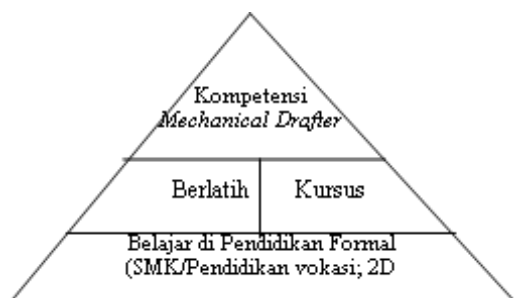 Kompetensi
Mechanical Drafter
Berlatih Kursus
Belajar di Pendidikan Formal
(SMK/Pendidikan vokasi; 2D